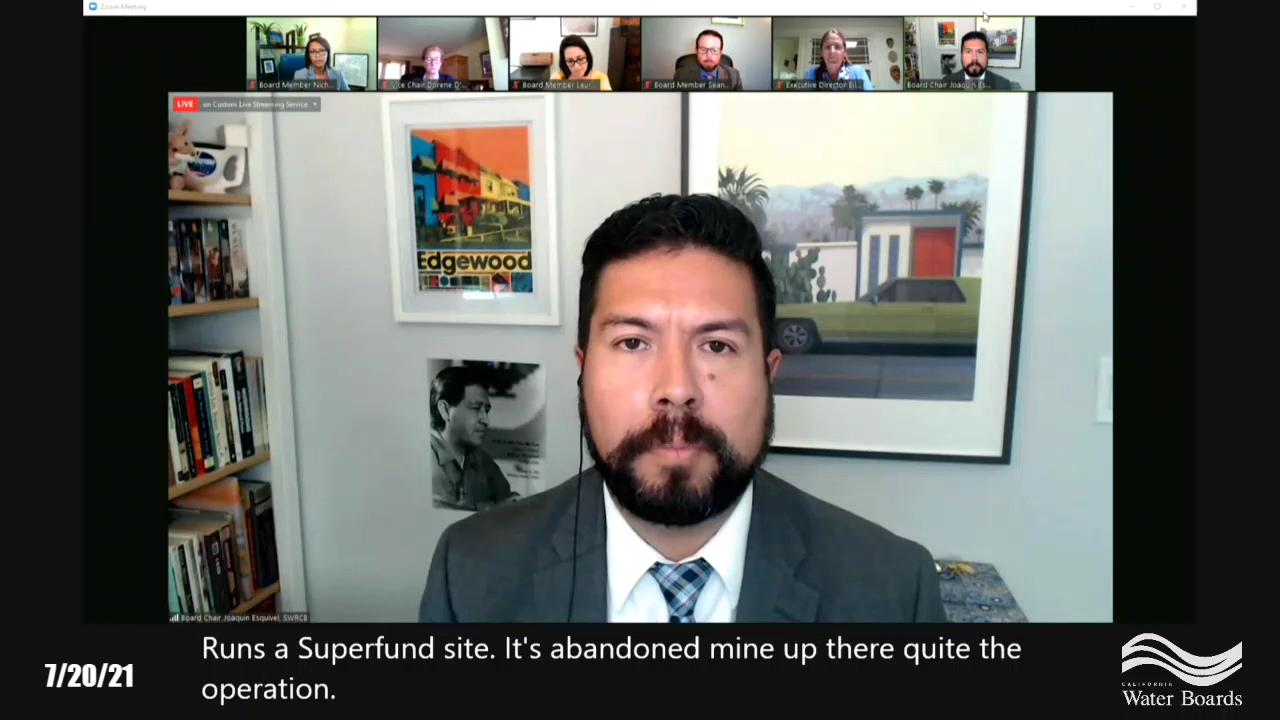 Zoom Meeting
Board Member Nich...
Vice Chair Dorene D'...
Board Member Laur...
Board Member Sean...
Executive Director Eil...
Board Chair Joaquin Es...
LIVE on Custom Live Streaming Service
Edgewood
Board Chair Joaquin Esquivel, SWRCB
Runs a Superfund site. It's abandoned mine up there quite the
operation.
7/20/21
CALIFORNIA
Water Boards